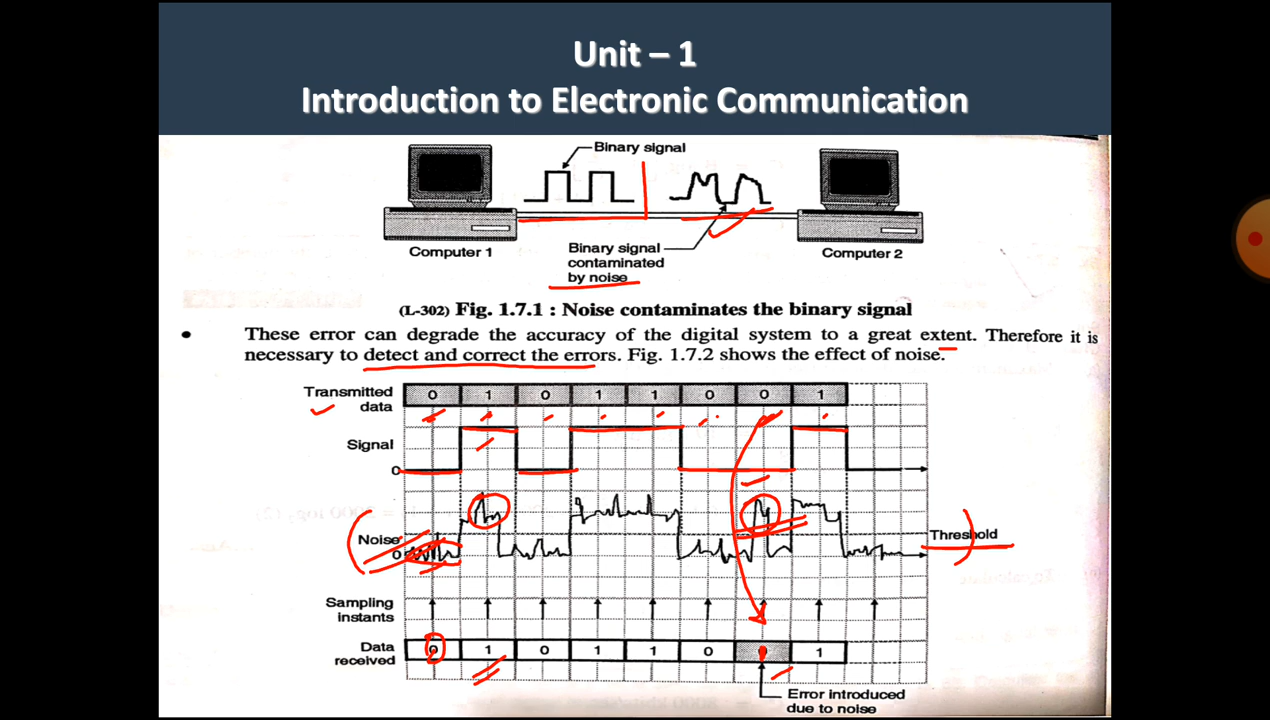 Unit – 1
Introduction to Electronic Communication
Binary signal
Computer 1
Binary signal
contaminated
by noise
Computer 2
(L-302) Fig. 1.7.1 : Noise contaminates the binary signal
• These error can degrade the accuracy of the digital system to a great extent. Therefore it is
necessary to detect and correct the errors. Fig. 1.7.2 shows the effect of noise.
Transmitted
data
0 1 0 1 1 0 0 1
Signal
0
Noise
0
Threshold
Sampling
instants
Data
received
0 1 0 1 1 0 0 1
Error introduced
due to noise